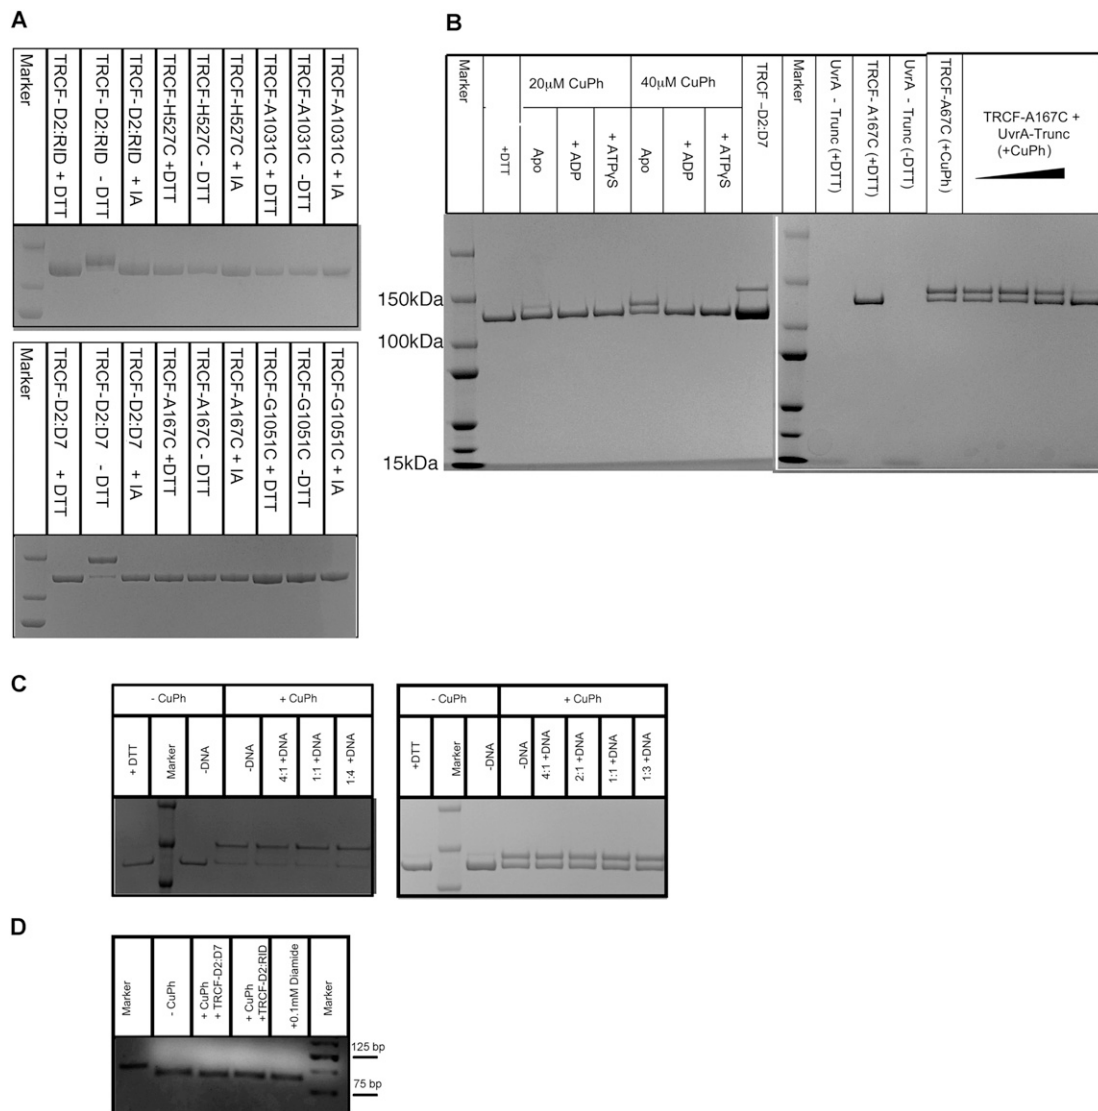 A
Marker
TRCF- D2:RID + DTT
TRCF- D2:RID - DTT
TRCF- D2:RID + IA
TRCF-H527C +DTT
TRCF-H527C - DTT
TRCF-H527C + IA
TRCF-A1031C + DTT
TRCF-A1031C -DTT
TRCF-A1031C + IA
Marker
TRCF-D2:D7 + DTT
TRCF-D2:D7 - DTT
TRCF-D2:D7 + IA
TRCF-A167C +DTT
TRCF-A167C - DTT
TRCF-A167C + IA
TRCF-G1051C + DTT
TRCF-G1051C -DTT
TRCF-G1051C + IA
B
Marker
+DTT
20µM CuPh
Apo
+ ADP
+ ATPγS
40µM CuPh
Apo
+ ADP
+ ATPγS
TRCF –D2:D7
Marker
UvrA - Trunc (+DTT)
TRCF- A167C (+DTT)
UvrA - Trunc (-DTT)
TRCF-A67C (+CuPh)
TRCF-A167C +
UvrA-Trunc
(+CuPh)
150kDa
100kDa
15kDa
C
- CuPh
+ CuPh
+ DTT
Marker
-DNA
-DNA
4:1 +DNA
1:1 +DNA
1:4 +DNA
- CuPh
+ CuPh
+DTT
Marker
-DNA
-DNA
4:1 +DNA
2:1 +DNA
1:1 +DNA
1:3 +DNA
D
Marker
- CuPh
+ CuPh
+ TRCF-D2:D7
+ CuPh
+TRCF-D2:RID
+0.1mM Diamide
Marker
125 bp
75 bp